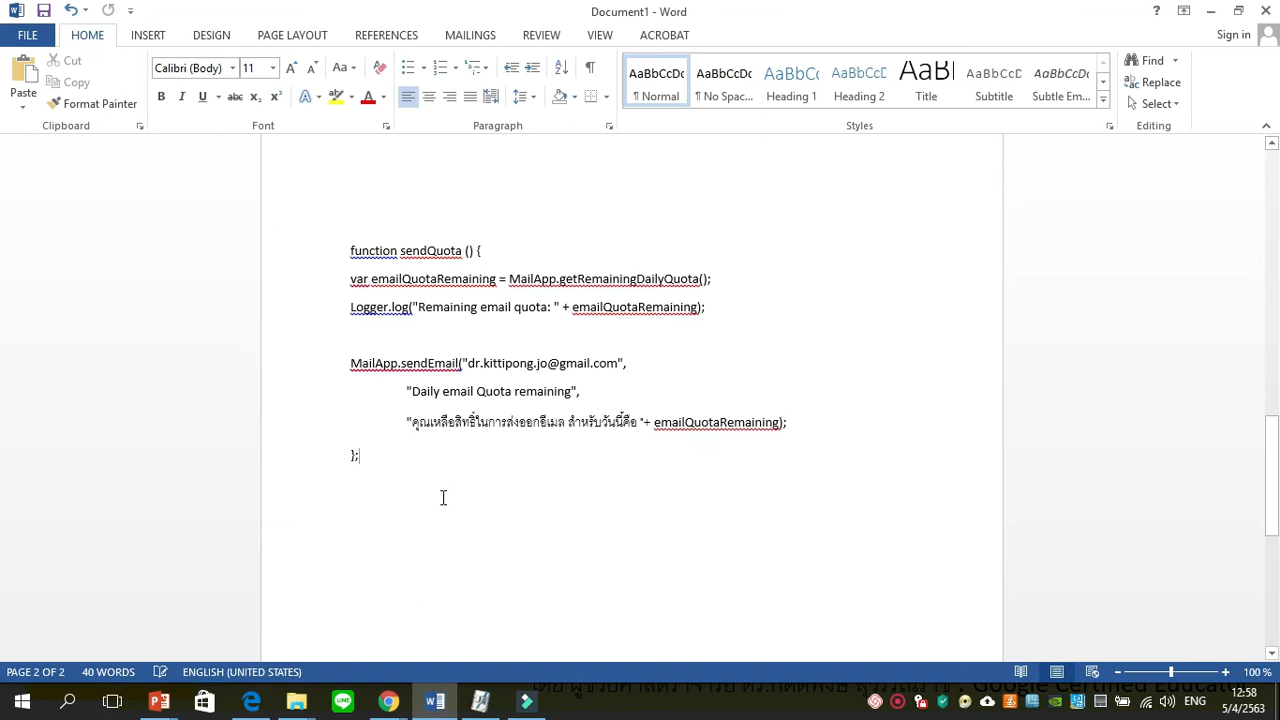 Document1 - Word
Sign in
FILE HOME INSERT DESIGN PAGE LAYOUT REFERENCES MAILINGS REVIEW VIEW ACROBAT
Paste
Cut
Copy
Format Painter
Clipboard
Calibri (Body) 11
Font
Paragraph
AaBbCcDc AaBbCcDc AaBbCc AaBbCcD AaBl AaBbCcD AaBbCcDc
¶ Normal ¶ No Spac... Heading 1 Heading 2 Title Subtitle Subtle Em...
Styles
Find
Replace
Select
Editing
function sendQuota () {
var emailQuotaRemaining = MailApp.getRemainingDailyQuota();
Logger.log("Remaining email quota: " + emailQuotaRemaining);
MailApp.sendEmail("dr.kittipong.jo@gmail.com",
"Daily email Quota remaining",
"คุณเหลือสิทธิ์ในการส่งออกอีเมล สำหรับวันนี้คือ "+ emailQuotaRemaining);
};
PAGE 2 OF 2 40 WORDS ENGLISH (UNITED STATES) 100 %
Google Certified Educator
ENG
12:58
5/4/2563